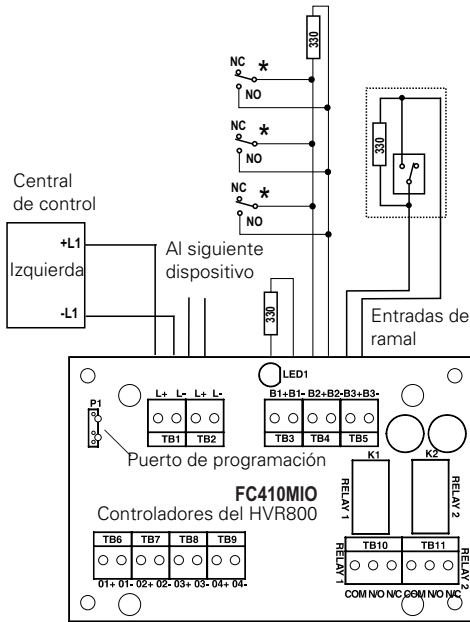 330
NC *
NO
NC *
NO
330
NC *
NO
Central
de control
+L1
Izquierda
-L1
Al siguiente
dispositivo
330
Entradas de
ramal
LED1
P1
L+ L- L+ L-
B1+B1- B2+B2-B3+B3-
TB1 TB2
TB3 TB4 TB5
Puerto de programación
K1 K2
RELAY 1
RELAY 2
FC410MIO
Controladores del HVR800
TB6 TB7 TB8 TB9
01+ 01- 02+ 02- 03+ 03- 04+ 04-
RELAY 1
TB10 TB11
RELAY 2
COM N/O N/C COM N/O N/C